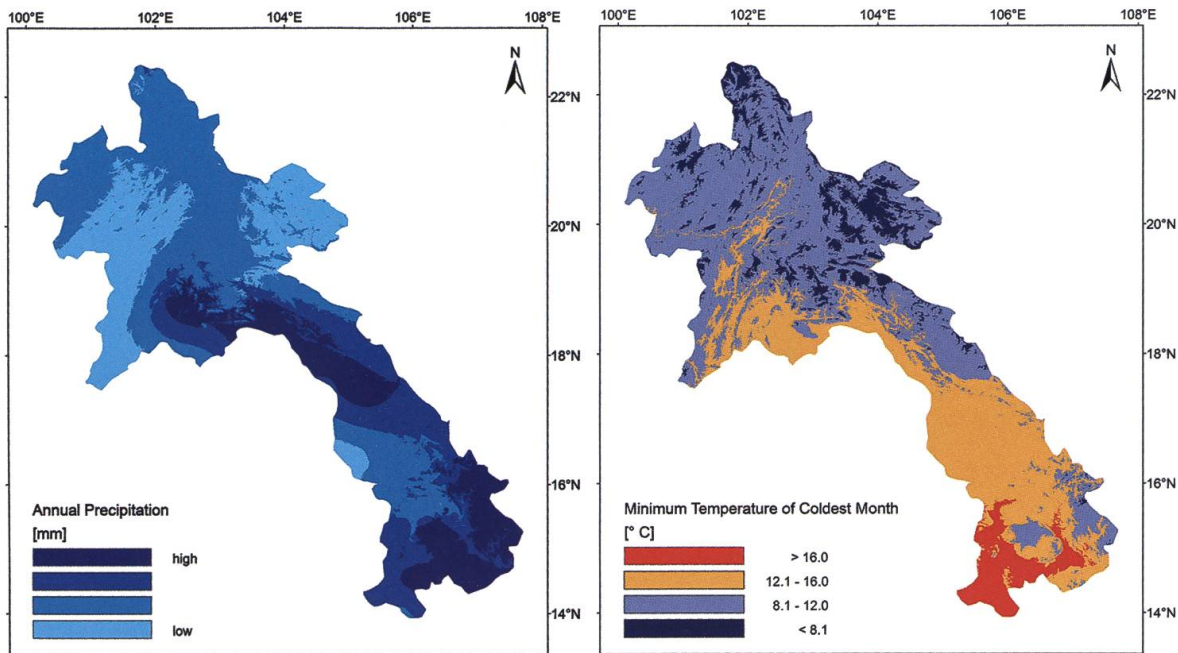 100°E 102°E 104°E 106°E 108°E
N
22°N
20°N
18°N
16°N
14°N
Annual Precipitation
[mm]
high
low
100°E 102°E 104°E 106°E 108°E
N
22°N
20°N
18°N
16°N
14°N
Minimum Temperature of Coldest Month
[° C]
> 16.0
12.1 - 16.0
8.1 - 12.0
< 8.1